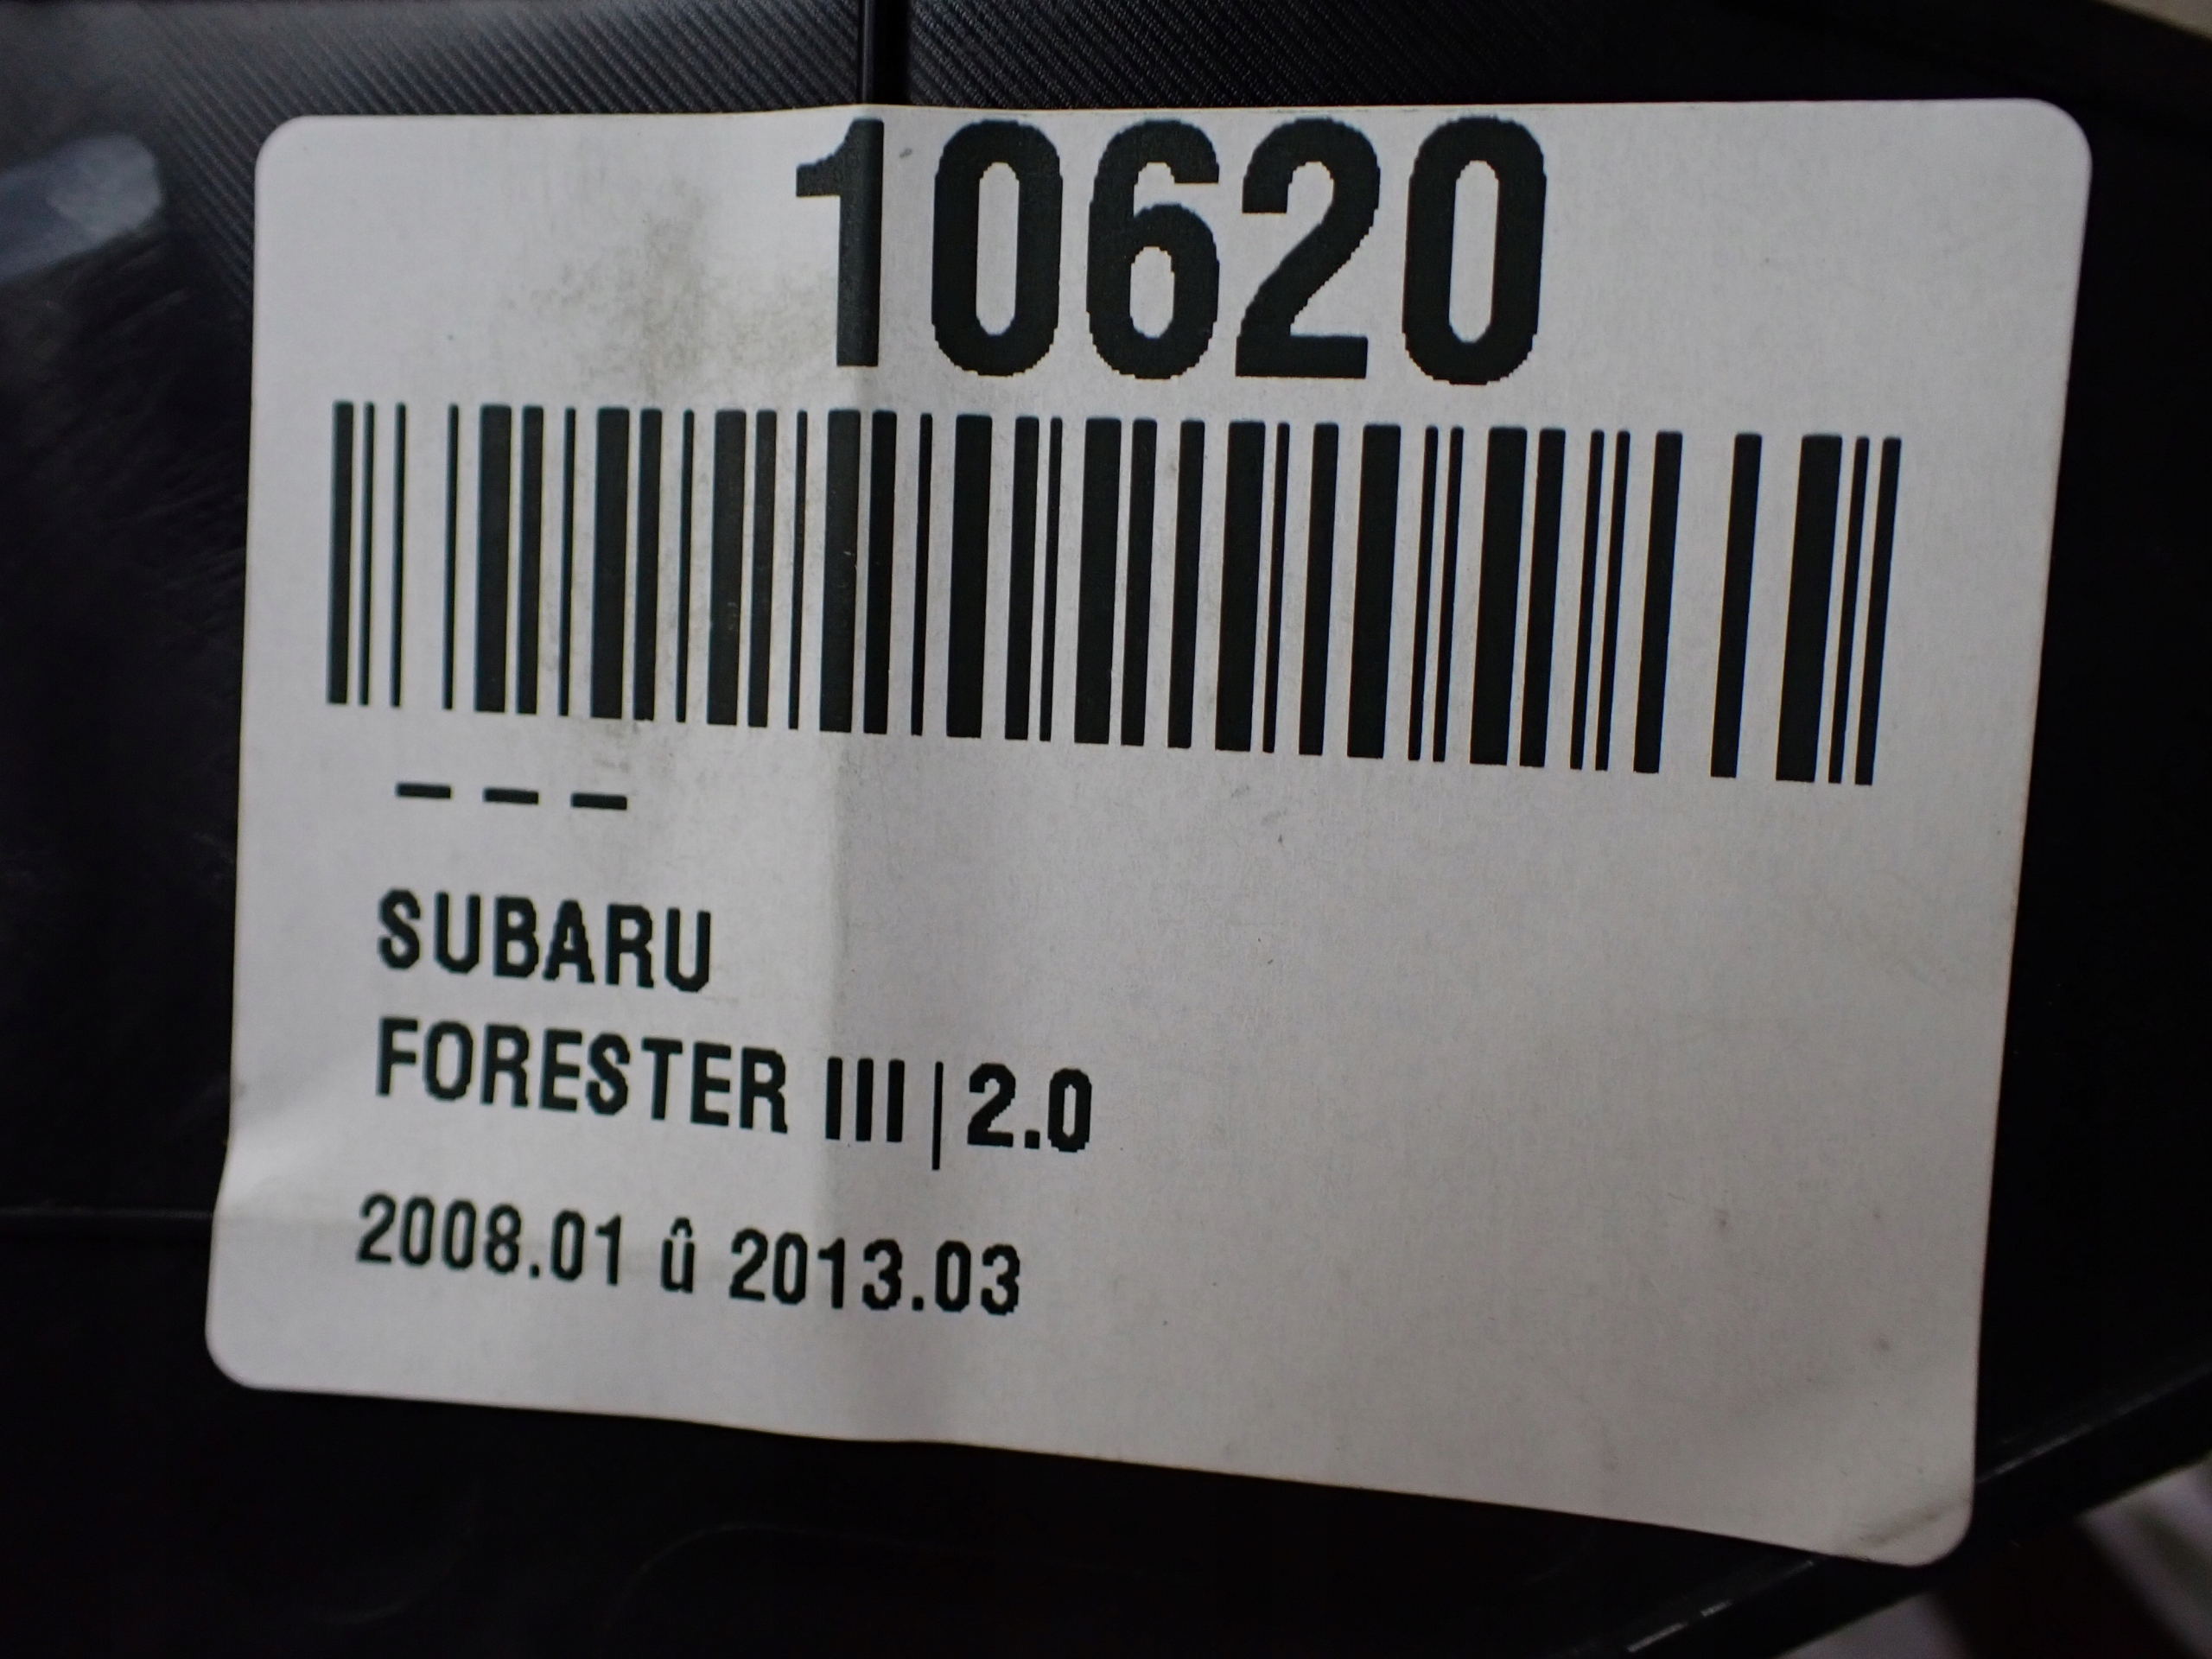 10620
– – –
SUBARU
FORESTER III|2.0
2008.01 û 2013.03